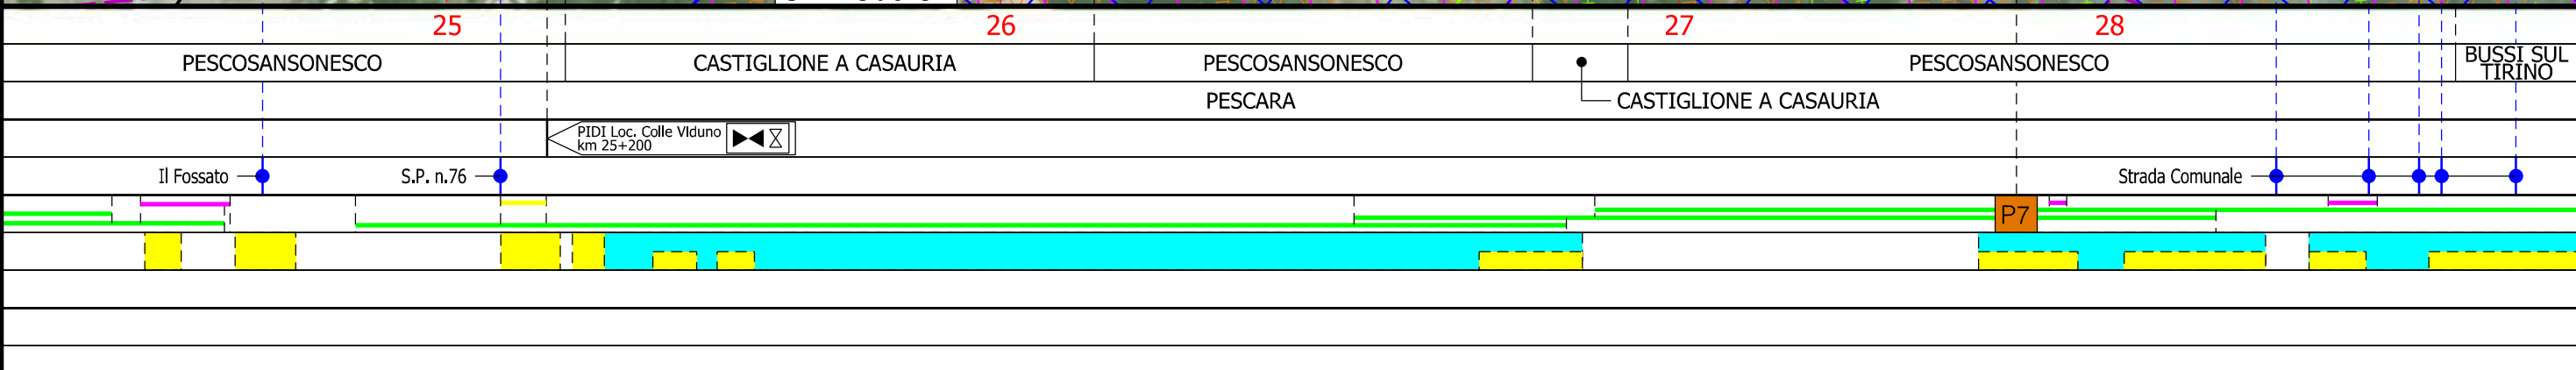 25 26 27 28
PESCOSANSONESCO CASTIGLIONE A CASAURIA PESCOSANSONESCO PESCOSANSONESCO BUSSI SUL
TIRINO
PESCARA CASTIGLIONE A CASAURIA
PIDI Loc. Colle VIduno
km 25+200
Il Fossato S.P. n.76 Strada Comunale
P7